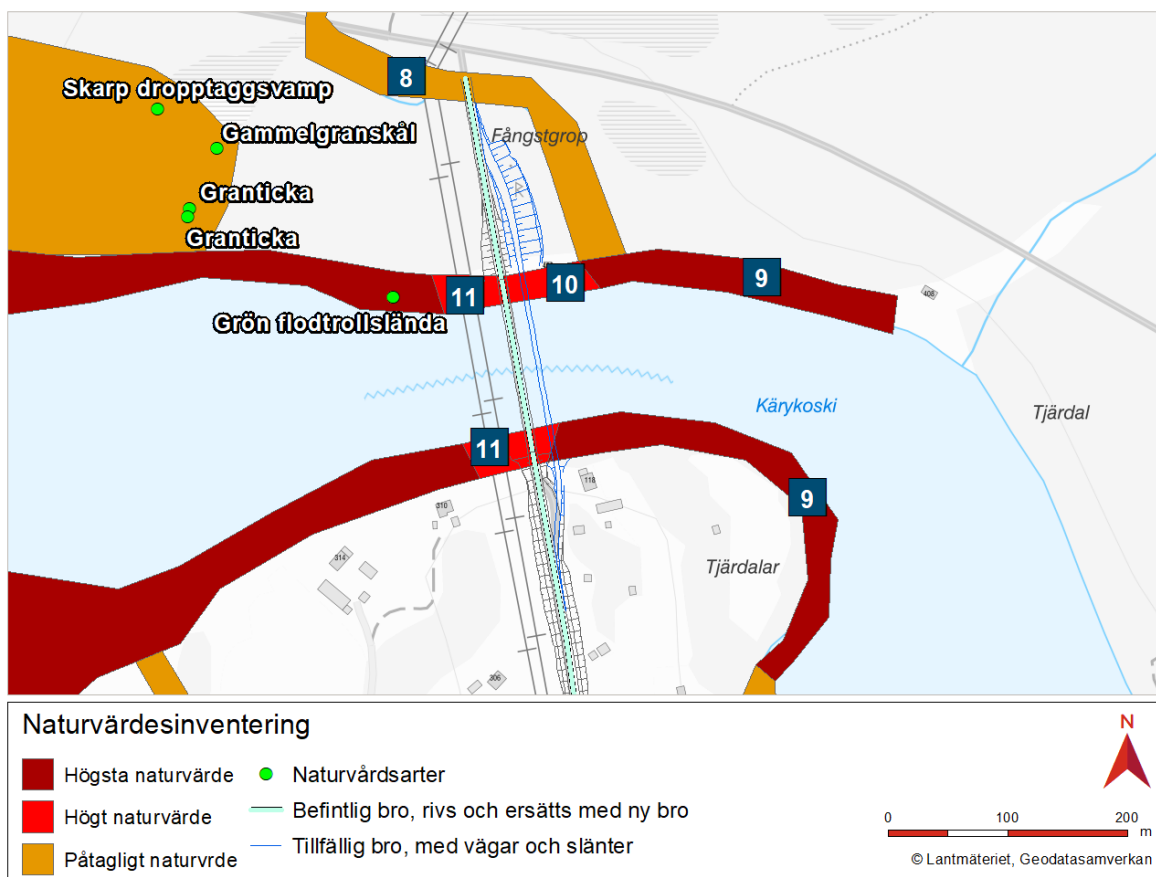 8
Skarp dropptaggsvamp
Fångstgrop
Gammelgranskål
Granticka
Granticka
11
10
9
408
Grön flodtrollslända
Kärykoski
Tjärdal
11
118
9
310
314
Tjärdalar
306
Naturvärdesinventering
Högsta naturvärde
Högt naturvärde
Påtagligt naturvrde
Naturvårdsarter
Befintlig bro, rivs och ersätts med ny bro
Tillfällig bro, med vägar och slänter
N
0 100 200
m
© Lantmäteriet, Geodatasamverkan